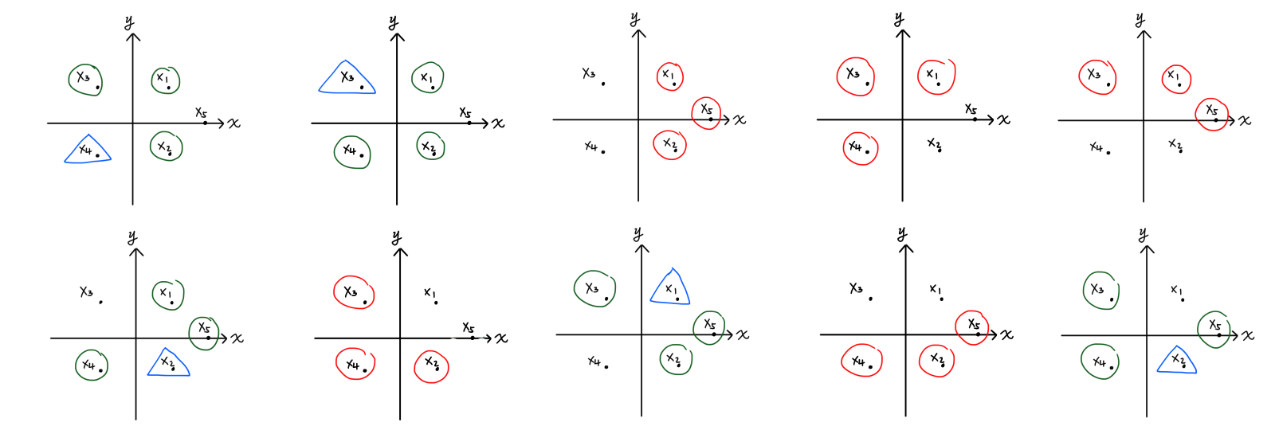 y
x₃ x₁
x₅
x
x₄ x₂
y
x₃ x₁
x₅
x
x₄ x₂
y
x₃ x₁
x₅
x
x₄ x₂
y
x₃ x₁
x₅
x
x₄ x₂
y
x₃ x₁
x₅
x
x₄ x₂
y
x₃ x₁
x₅
x
x₄ x₂
y
x₃ x₁
x₅
x
x₄ x₂
y
x₃ x₁
x₅
x
x₄ x₂
y
x₃ x₁
x₅
x
x₄ x₂
y
x₃ x₁
x₅
x
x₄ x₂